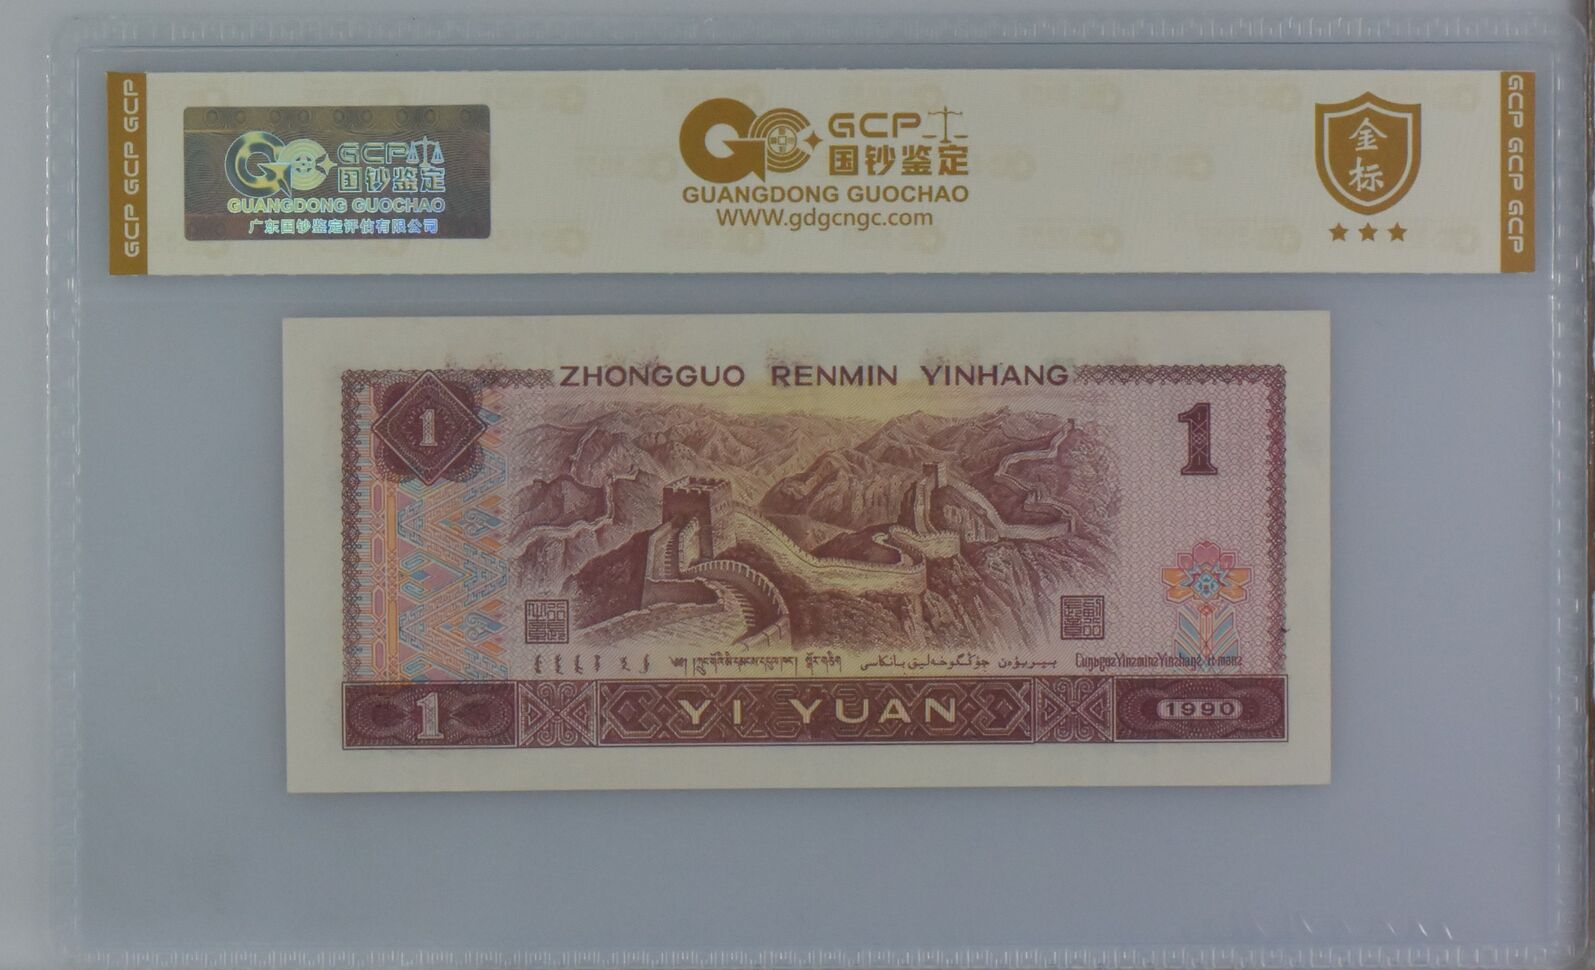 GCP GCP GCP
GCP 国钞鉴定
GUANGDONG GUOCHAO
广东国钞鉴定评估有限公司
GCP
国钞鉴定
GUANGDONG GUOCHAO
WWW.gdgcngc.com
金标
GCP GCP GCP
ZHONGGUO RENMIN YINHANG
1
1
1 YI YUAN 1990